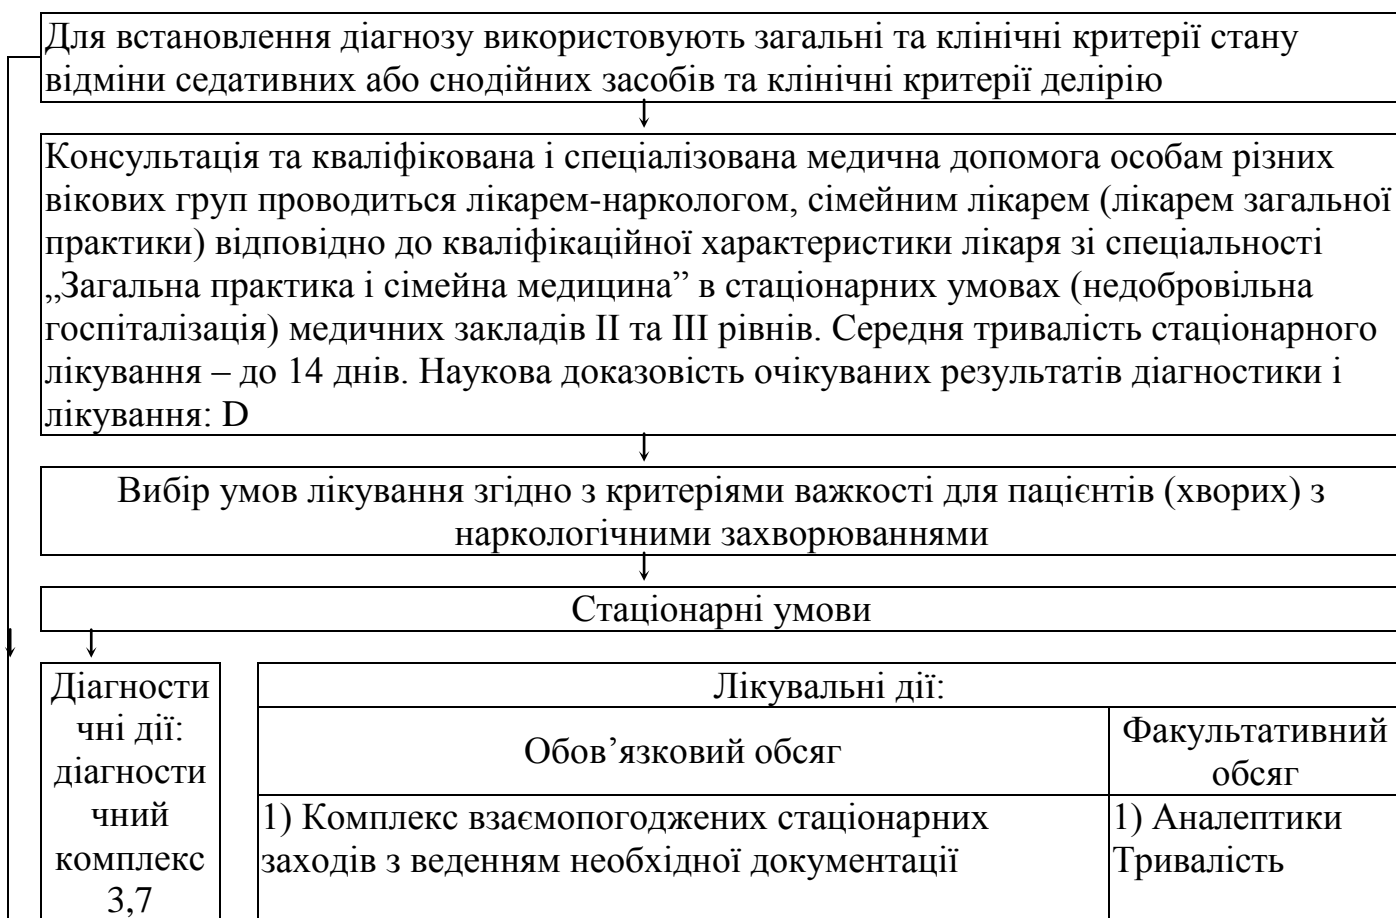 Для встановлення діагнозу використовують загальні та клінічні критерії стану
відміни седативних або снодійних засобів та клінічні критерії делірію
Консультація та кваліфікована і спеціалізована медична допомога особам різних
вікових груп проводиться лікарем-наркологом, сімейним лікарем (лікарем загальної
практики) відповідно до кваліфікаційної характеристики лікаря зі спеціальності
„Загальна практика і сімейна медицина” в стаціонарних умовах (недобровільна
госпіталізація) медичних закладів II та III рівнів. Середня тривалість стаціонарного
лікування – до 14 днів. Наукова доказовість очікуваних результатів діагностики і
лікування: D
Вибір умов лікування згідно з критеріями важкості для пацієнтів (хворих) з
наркологічними захворюваннями
Стаціонарні умови
Діагности
чні дії:
діагности
чний
комплекс
3,7
Лікувальні дії:
Обов’язковий обсяг
Факультативний
обсяг
1) Комплекс взаємопогоджених стаціонарних
заходів з веденням необхідної документації
1) Аналептики
Тривалість